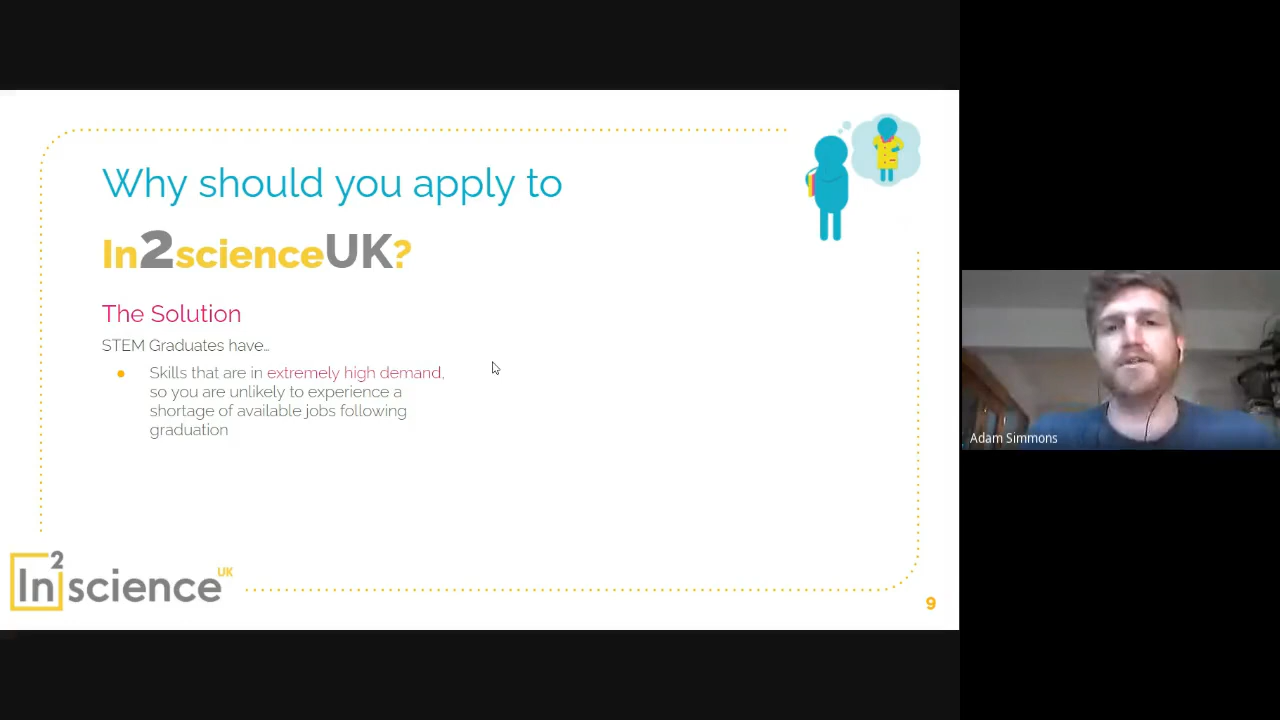 Why should you apply to
In2scienceUK?
The Solution
STEM Graduates have...
Skills that are in extremely high demand,
so you are unlikely to experience a
shortage of available jobs following
graduation
Adam Simmons
In2science UK
9